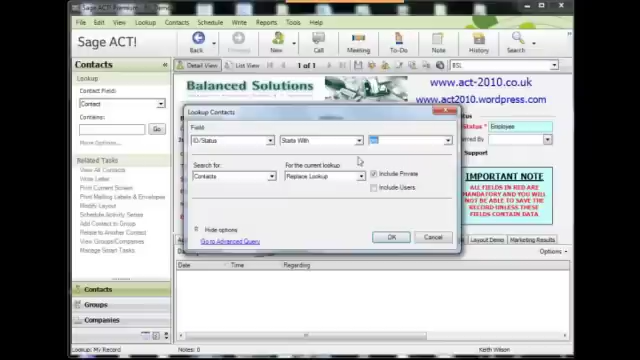 Sage ACT! Premium -
File Edit View Lookup Contacts Schedule Write Reports Tools Help
Sage ACT!
Back
New
Call
Meeting
To-Do
Note
History
Search
Contacts
Detail View
List View
1 of 1
BSL
Lookup
Contact Fields:
Contact
Contains:
Go
More Options...
Balanced Solutions
www.act-2010.co.uk
www.act2010.wordpress.com
Status * Employee
Support
Lookup Contacts
Field
ID/Status
Starts With
Search for:
Contacts
For the current lookup
Replace Lookup
Include Private
Include Users
Hide options
Go to Advanced Query
OK
Cancel
IMPORTANT NOTE
ALL FIELDS IN RED ARE
MANDATORY AND YOU WILL
NOT BE ABLE TO SAVE THE
RECORD UNLESS THESE
FIELDS CONTAIN DATA
Related Tasks
Write Letter
Print Current Screen
Print Mailing Labels & Envelopes
Modify Layout
Schedule Activity Series
Add Contact to Group
Relate to Another Contact
View Groups/Companies
Manage Smart Tasks
Layout Demo
Marketing Results
Options
Date
Time
Regarding
Contacts
Groups
Companies
Lookup: My Record
Notes: 0
Keith Wilson